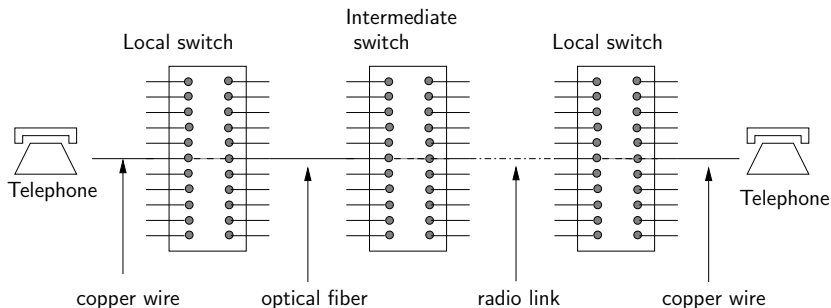 Intermediate
Local switch
switch
Local switch
Telephone
Telephone
copper wire
optical fiber
radio link
copper wire